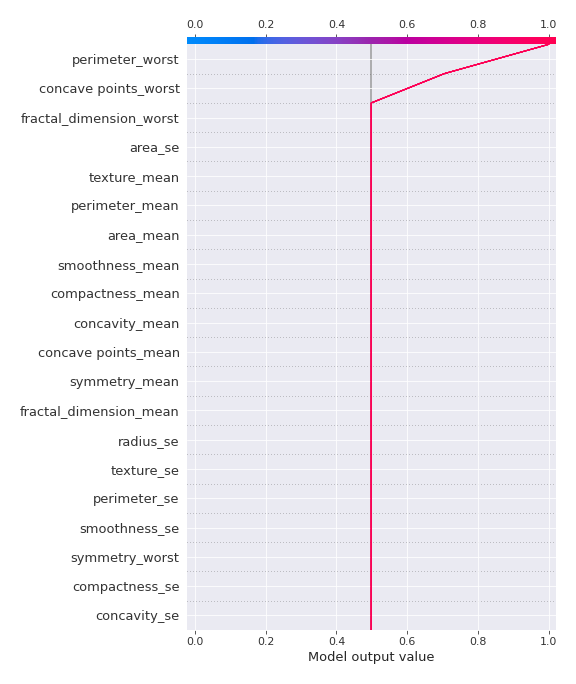 0.0 0.2 0.4 0.6 0.8 1.0
perimeter_worst
concave points_worst
fractal_dimension_worst
area_se
texture_mean
perimeter_mean
area_mean
smoothness_mean
compactness_mean
concavity_mean
concave points_mean
symmetry_mean
fractal_dimension_mean
radius_se
texture_se
perimeter_se
smoothness_se
symmetry_worst
compactness_se
concavity_se
0.0 0.2 0.4 0.6 0.8 1.0
Model output value